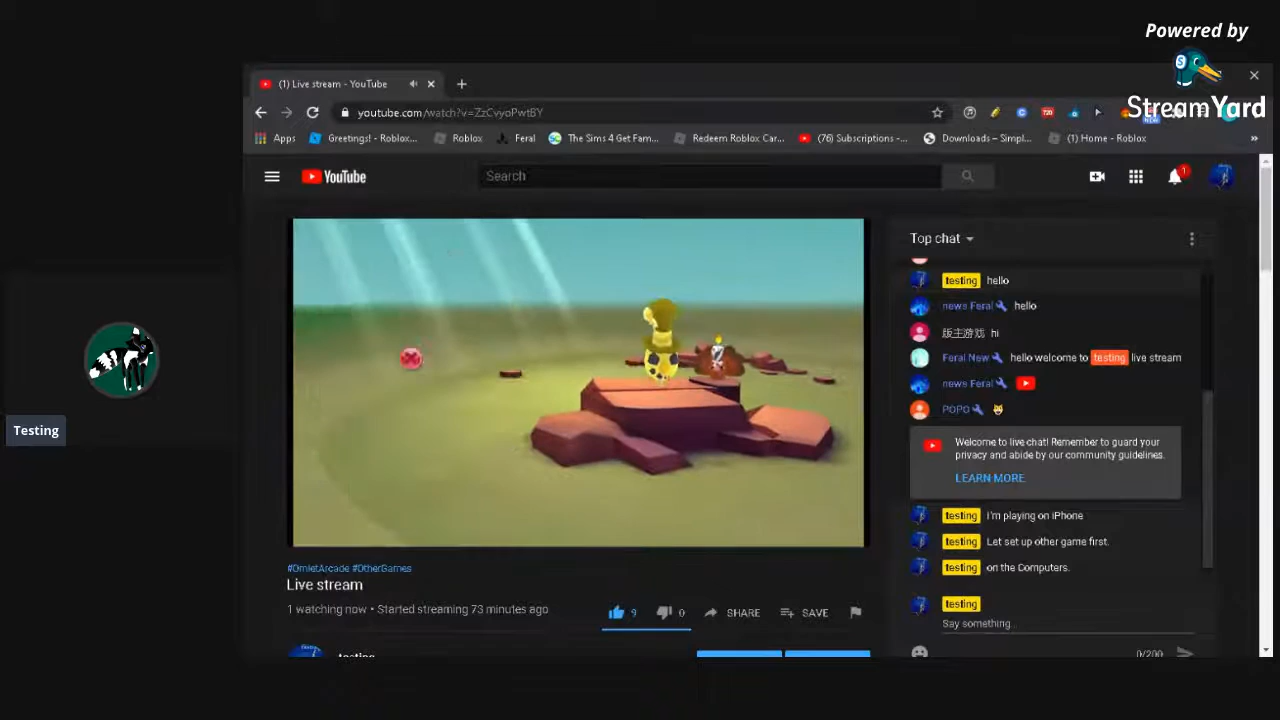 Powered by
StreamYard
(1) Live stream - YouTube
youtube.com/watch?v=ZzCvyoPwtBY
Apps
Greetings! - Roblox...
Roblox
Feral
The Sims 4 Get Fam...
Redeem Roblox Car...
(76) Subscriptions -...
Downloads – Simpl...
(1) Home - Roblox
»
720
NEW
YouTube
Search
1
Top chat
testing hello
news Feral hello
版主游戏 hi
Feral New hello welcome to testing live stream
news Feral
POPO
Welcome to live chat! Remember to guard your
privacy and abide by our community guidelines.
LEARN MORE
testing I'm playing on iPhone
testing Let set up other game first.
testing on the Computers.
testing
Say something...
0/200
Testing
#OmletArcade #OtherGames
Live stream
1 watching now • Started streaming 73 minutes ago
9
0
SHARE
SAVE
testing